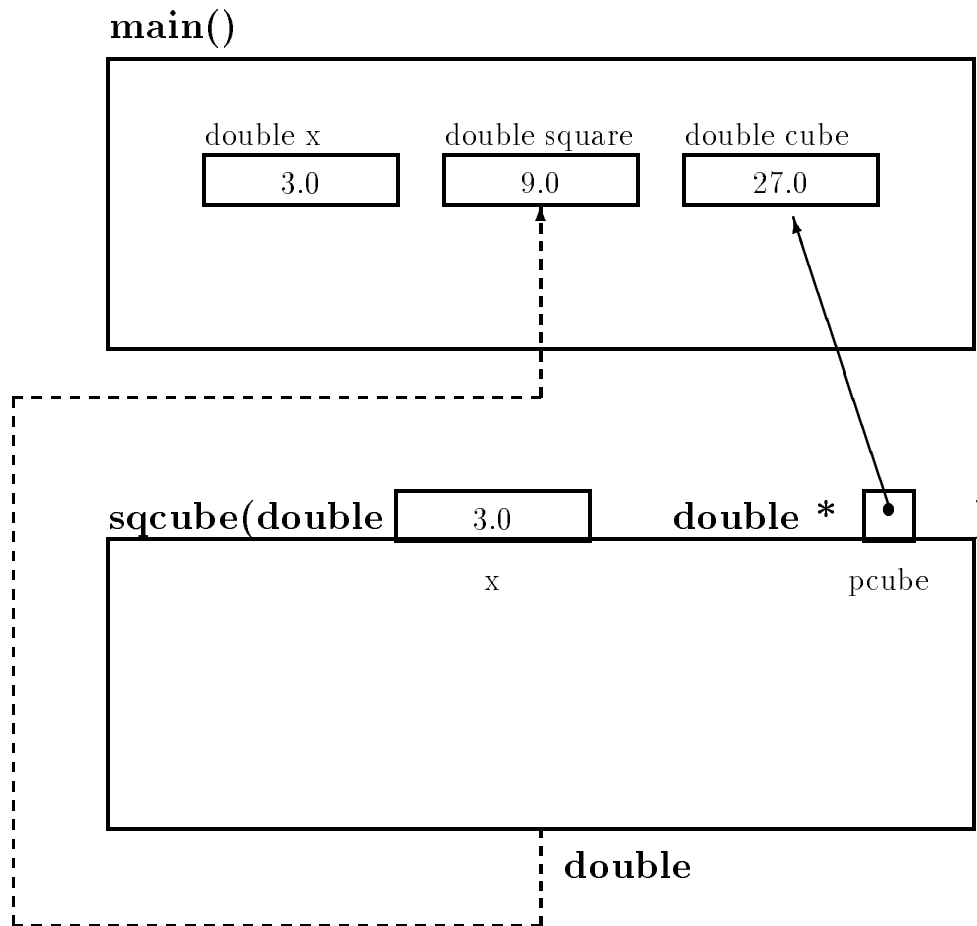 main()
double x double square double cube
3.0 9.0 27.0
sqcube(double 3.0 double *
x pcube
double